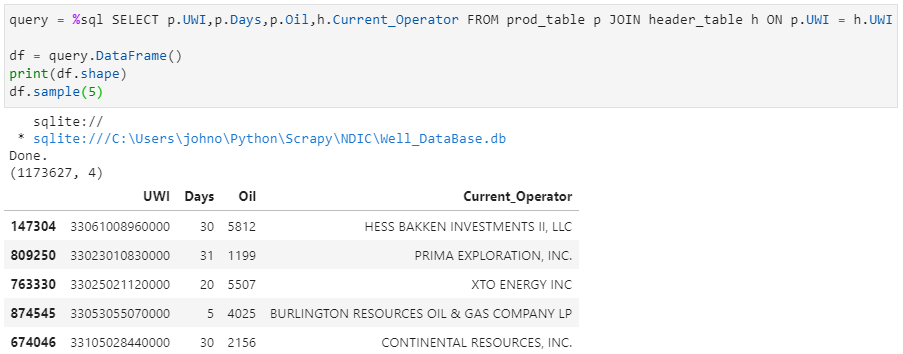 query = %sql SELECT p.UWI,p.Days,p.Oil,h.Current_Operator FROM prod_table p JOIN header_table h ON p.UWI = h.UWI
df = query.DataFrame()
print(df.shape)
df.sample(5)
sqlite://
* sqlite:///C:\Users\johno\Python\Scrapy\NDIC\Well_DataBase.db
Done.
(1173627, 4)
UWI Days Oil Current_Operator
147304 33061008960000 30 5812 HESS BAKKEN INVESTMENTS II, LLC
809250 33023010830000 31 1199 PRIMA EXPLORATION, INC.
763330 33025021120000 20 5507 XTO ENERGY INC
874545 33053055070000 5 4025 BURLINGTON RESOURCES OIL & GAS COMPANY LP
674046 33105028440000 30 2156 CONTINENTAL RESOURCES, INC.